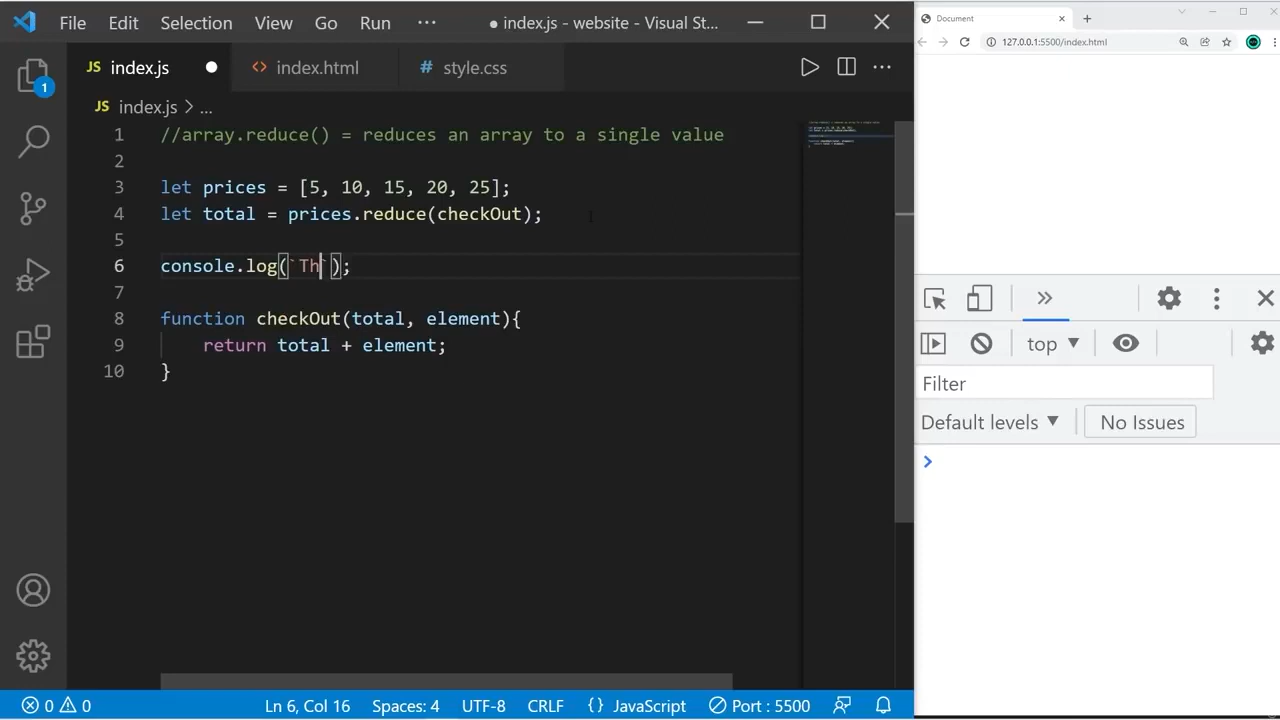 File Edit Selection View Go Run ··· ● index.js - website - Visual St...
JS index.js ● <> index.html # style.css
JS index.js > ...
1 //array.reduce() = reduces an array to a single value
2
3 let prices = [5, 10, 15, 20, 25];
4 let total = prices.reduce(checkOut);
5
6 console.log(`Th`);
7
8 function checkOut(total, element){
9 return total + element;
10 }
1
0 0 Ln 6, Col 16 Spaces: 4 UTF-8 CRLF {} JavaScript Port : 5500
Document
127.0.0.1:5500/index.html
top
Filter
Default levels
No Issues
>